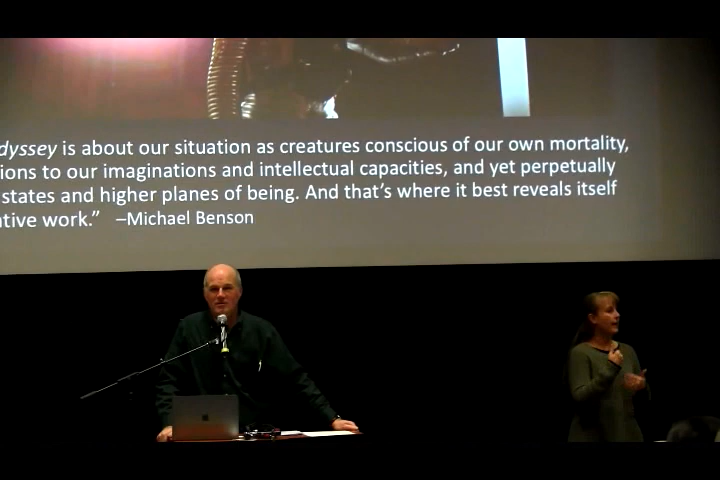 dyssey is about our situation as creatures conscious of our own mortality,
ions to our imaginations and intellectual capacities, and yet perpetually
states and higher planes of being. And that's where it best reveals itself
ative work.” –Michael Benson